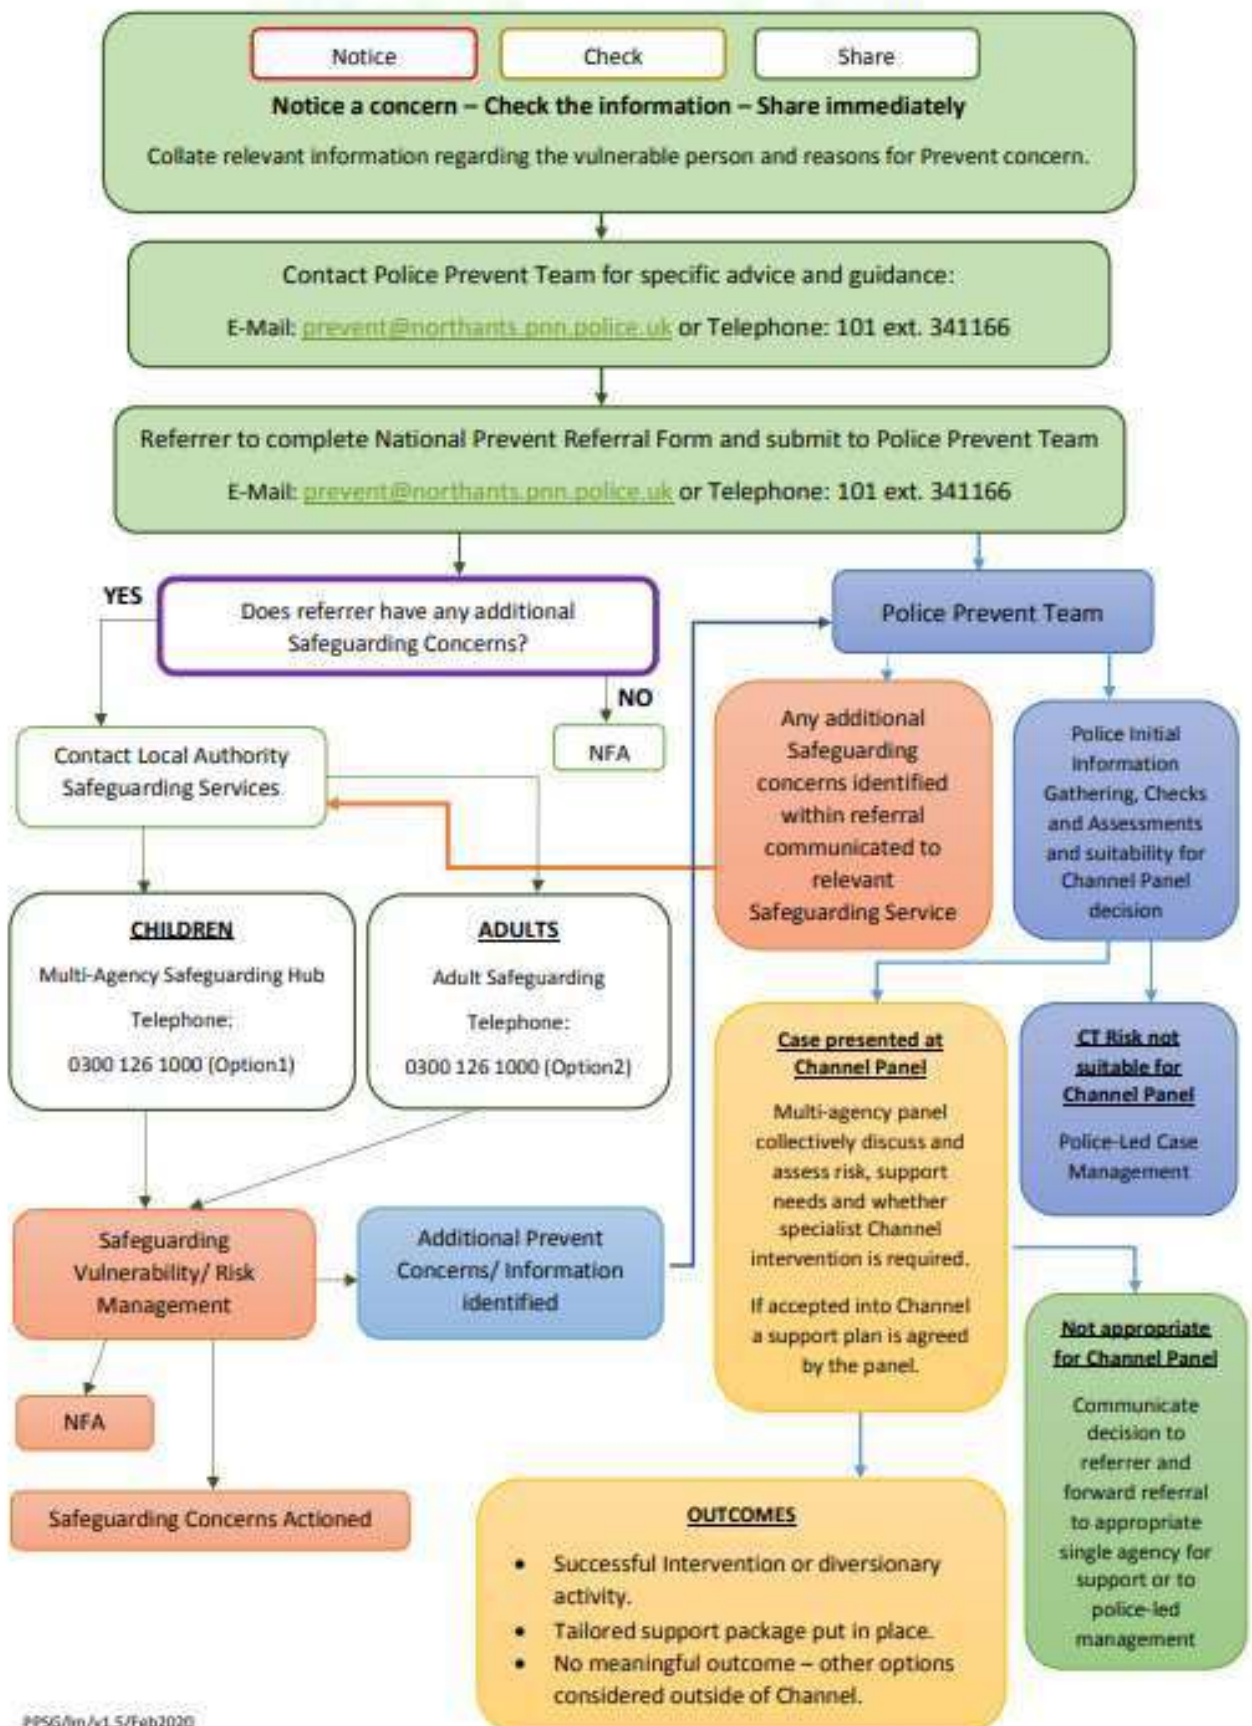 Notice
Check
Share
Notice a concern – Check the information – Share immediately
Collate relevant information regarding the vulnerable person and reasons for Prevent concern.
Contact Police Prevent Team for specific advice and guidance:
E-Mail: prevent@northants.pnn.police.uk or Telephone: 101 ext. 341166
Referrer to complete National Prevent Referral Form and submit to Police Prevent Team
E-Mail: prevent@northants.pnn.police.uk or Telephone: 101 ext. 341166
YES
Does referrer have any additional
Safeguarding Concerns?
NO
NFA
Police Prevent Team
Contact Local Authority
Safeguarding Services
Any additional
Safeguarding
concerns identified
within referral
communicated to
relevant
Safeguarding Service
Police Initial
Information
Gathering, Checks
and Assessments
and suitability for
Channel Panel
decision
CHILDREN
Multi-Agency Safeguarding Hub
Telephone:
0300 126 1000 (Option1)
ADULTS
Adult Safeguarding
Telephone:
0300 126 1000 (Option2)
Case presented at
Channel Panel
Multi-agency panel
collectively discuss and
assess risk, support
needs and whether
specialist Channel
intervention is required.
If accepted into Channel
a support plan is agreed
by the panel.
CT Risk not
suitable for
Channel Panel
Police-Led Case
Management
Safeguarding
Vulnerability/ Risk
Management
Additional Prevent
Concerns/ Information
identified
NFA
Safeguarding Concerns Actioned
Not appropriate
for Channel Panel
Communicate
decision to
referrer and
forward referral
to appropriate
single agency for
support or to
police-led
management
OUTCOMES
• Successful Intervention or diversionary
activity.
• Tailored support package put in place.
• No meaningful outcome – other options
considered outside of Channel.
PPSG/lm/v1.5/Feb2020